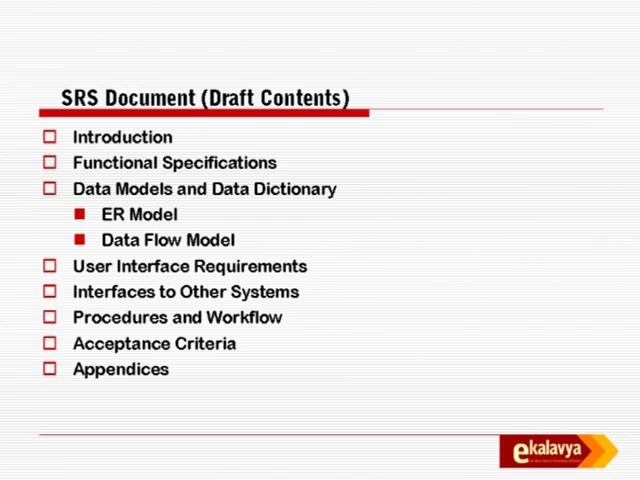 SRS Document (Draft Contents)
Introduction
Functional Specifications
Data Models and Data Dictionary
ER Model
Data Flow Model
User Interface Requirements
Interfaces to Other Systems
Procedures and Workflow
Acceptance Criteria
Appendices
ekalavya